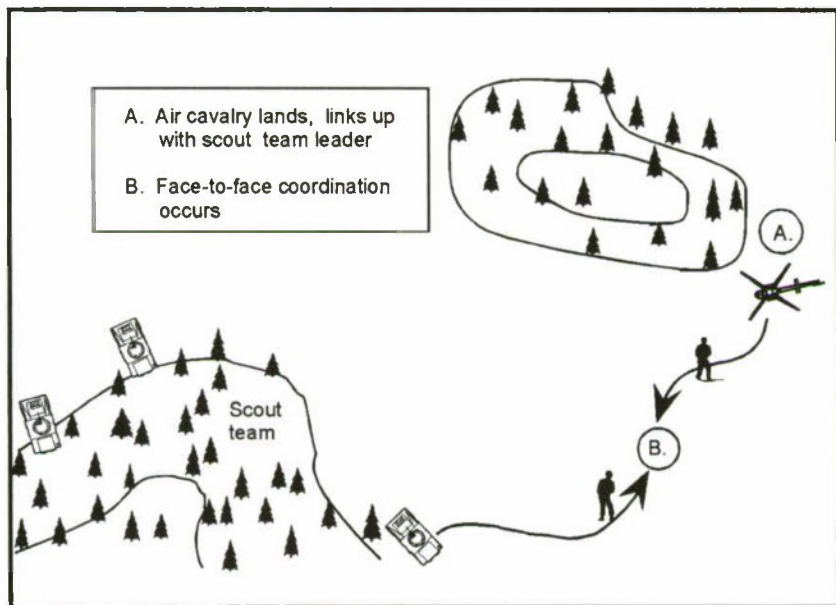 A. Air cavalry lands, links up
with scout team leader
B. Face-to-face coordination
occurs
A.
Scout
team
B.